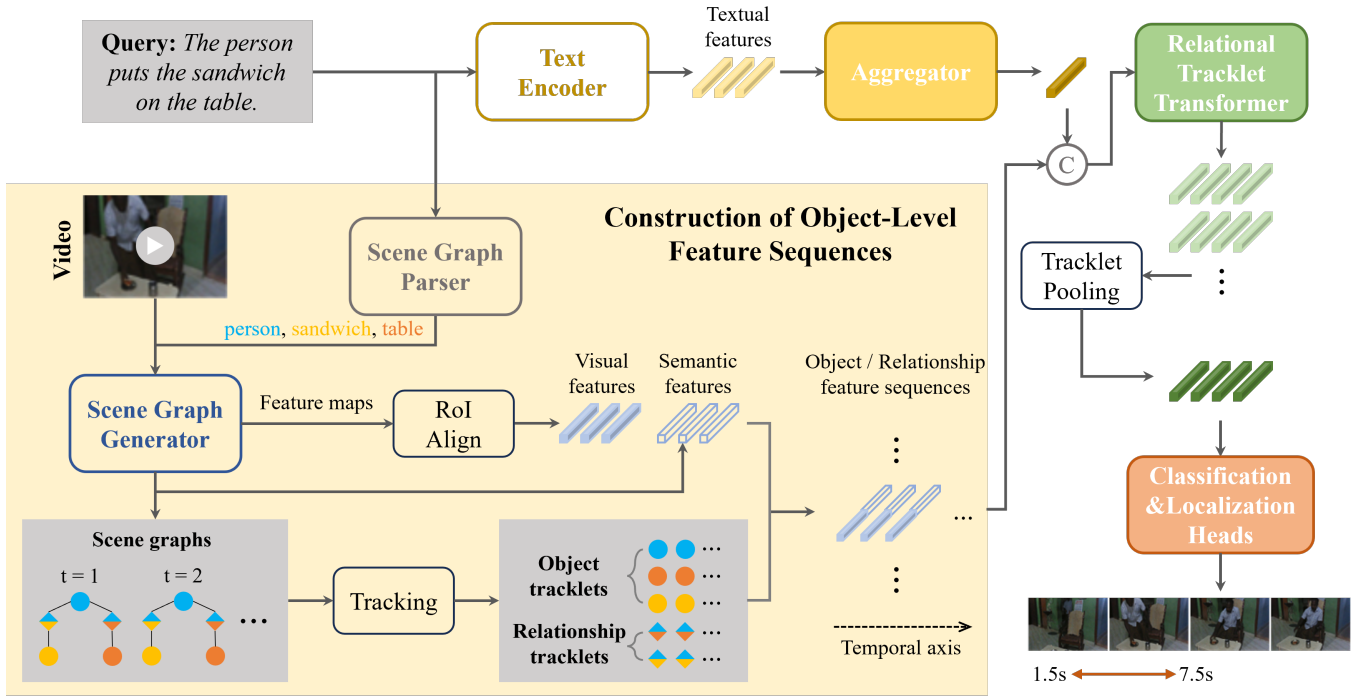 Query: The person
puts the sandwich
on the table.
Text
Encoder
Textual
features
Aggregator
Relational
Tracklet
Transformer
C
Video
Scene Graph
Parser
Construction of Object-Level
Feature Sequences
person, sandwich, table
Scene Graph
Generator
Feature maps
RoI
Align
Visual
features
Semantic
features
Object / Relationship
feature sequences
...
Tracklet
Pooling
Classification
&Localization
Heads
Scene graphs
t = 1
t = 2
...
Tracking
Object
tracklets
Relationship
tracklets
Temporal axis
1.5s
7.5s